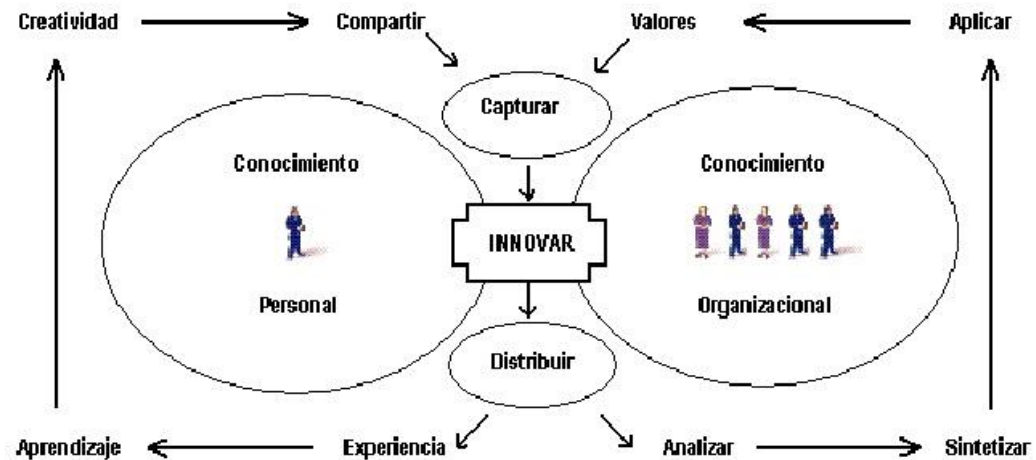 Creatividad
Compartir
Valores
Aplicar
Capturar
Conocimiento
Conocimiento
INNOVAR
Personal
Organizacional
Distribuir
Aprendizaje
Experiencia
Analizar
Sintetizar